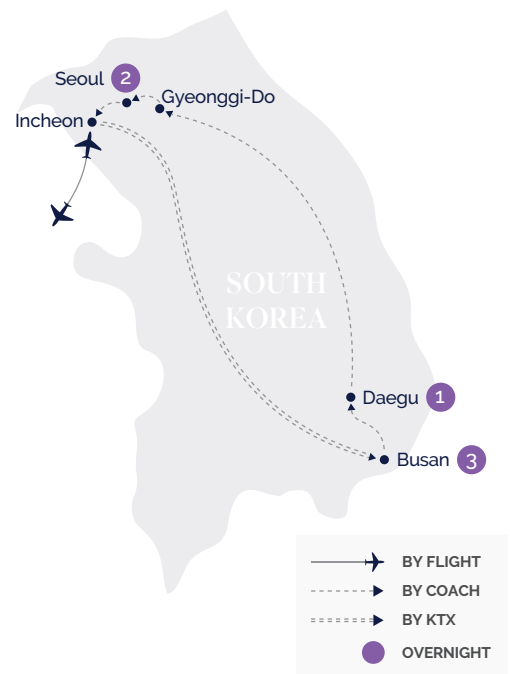 Seoul 2
Gyeonggi-Do
Incheon
SOUTH
KOREA
Daegu 1
Busan 3
BY FLIGHT
BY COACH
BY KTX
OVERNIGHT